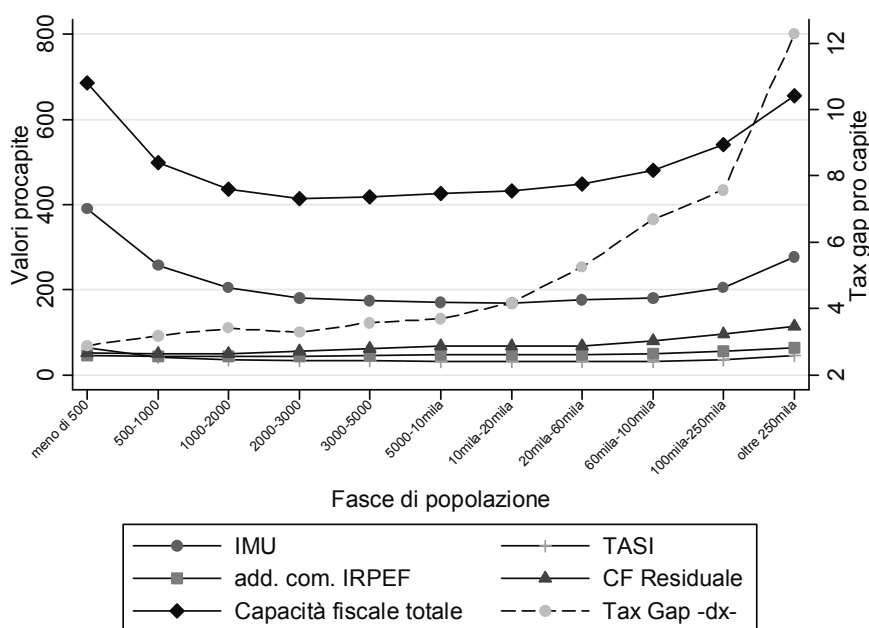 800
600
400
200
0
Valori procapite
12
10
8
6
4
2
Tax gap pro capite
meno di 500
500-1000
1000-2000
2000-3000
3000-5000
5000-10mila
10mila-20mila
20mila-60mila
60mila-100mila
100mila-250mila
oltre 250mila
Fasce di popolazione
IMU
TASI
add. com. IRPEF
CF Residuale
Capacità fiscale totale
Tax Gap -dx-